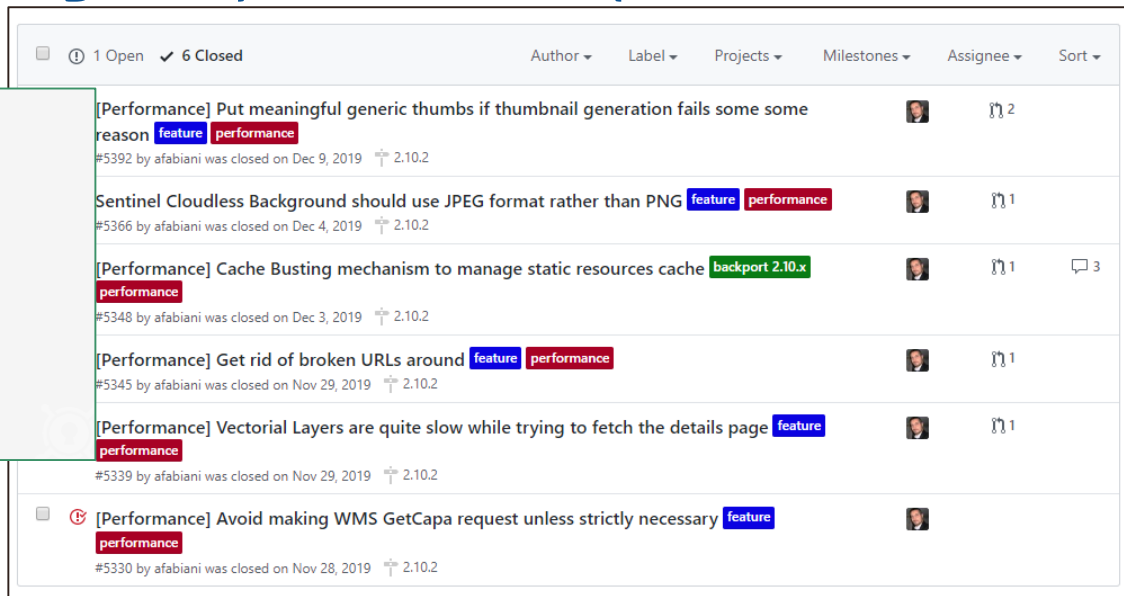 1 Open 6 Closed Author Label Projects Milestones Assignee Sort
[Performance] Put meaningful generic thumbs if thumbnail generation fails some some
reason feature performance
2
#5392 by afabiani was closed on Dec 9, 2019 2.10.2
Sentinel Cloudless Background should use JPEG format rather than PNG feature performance
1
#5366 by afabiani was closed on Dec 4, 2019 2.10.2
[Performance] Cache Busting mechanism to manage static resources cache backport 2.10.x
performance
1 3
#5348 by afabiani was closed on Dec 3, 2019 2.10.2
[Performance] Get rid of broken URLs around feature performance
1
#5345 by afabiani was closed on Nov 29, 2019 2.10.2
[Performance] Vectorial Layers are quite slow while trying to fetch the details page feature
performance
1
#5339 by afabiani was closed on Nov 29, 2019 2.10.2
[Performance] Avoid making WMS GetCapa request unless strictly necessary feature
performance
#5330 by afabiani was closed on Nov 28, 2019 2.10.2